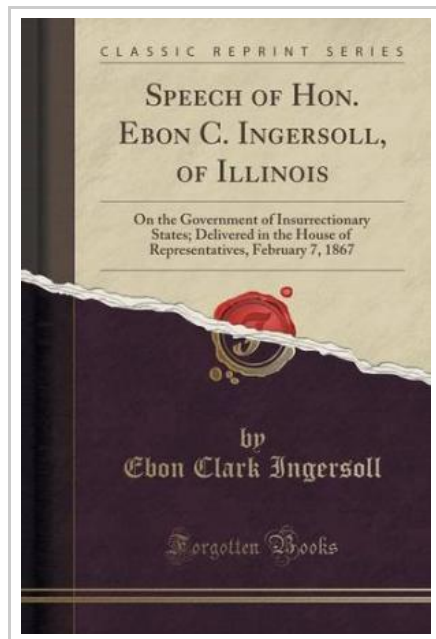 CLASSIC REPRINT SERIES
SPEECH OF HON.
EBON C. INGERSOLL,
OF ILLINOIS
On the Government of Insurrectionary
States; Delivered in the House of
Representatives, February 7, 1867
by
Ebon Clark Ingersoll
Forgotten Books